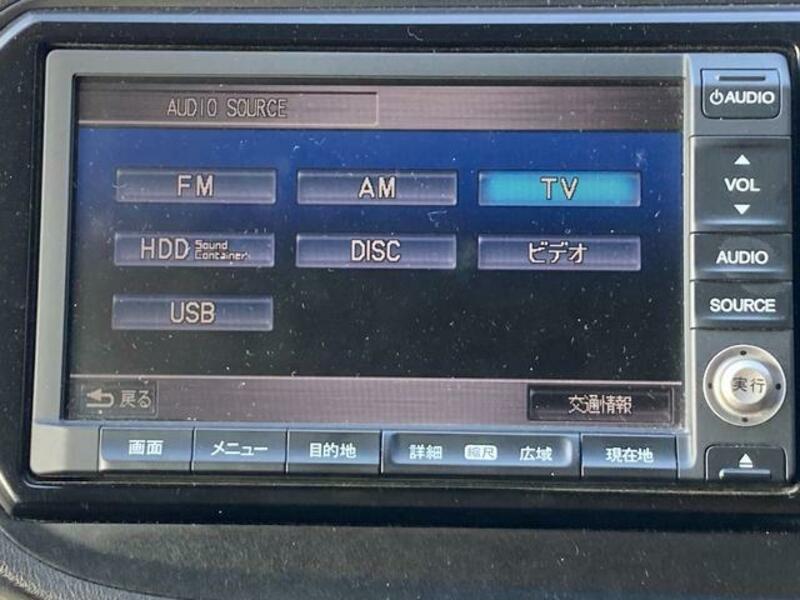 AUDIO SOURCE
FM AM TV
HDD Sound Container DISC ビデオ
USB
戻る 交通情報
AUDIO
VOL
AUDIO
SOURCE
実行
画面 メニュー 目的地 詳細 縮尺 広域 現在地